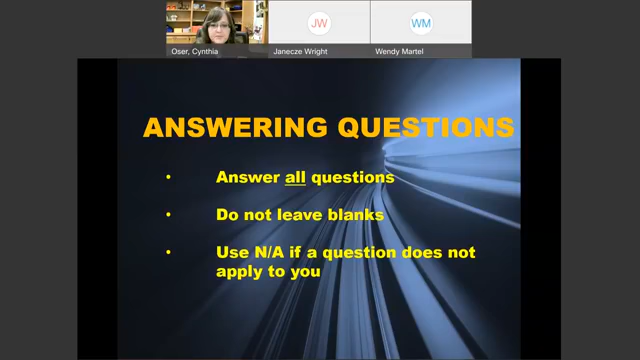 JW
WM
Oser, Cynthia
Janecze Wright
Wendy Martel
ANSWERING QUESTIONS
• Answer all questions
• Do not leave blanks
• Use N/A if a question does not
apply to you